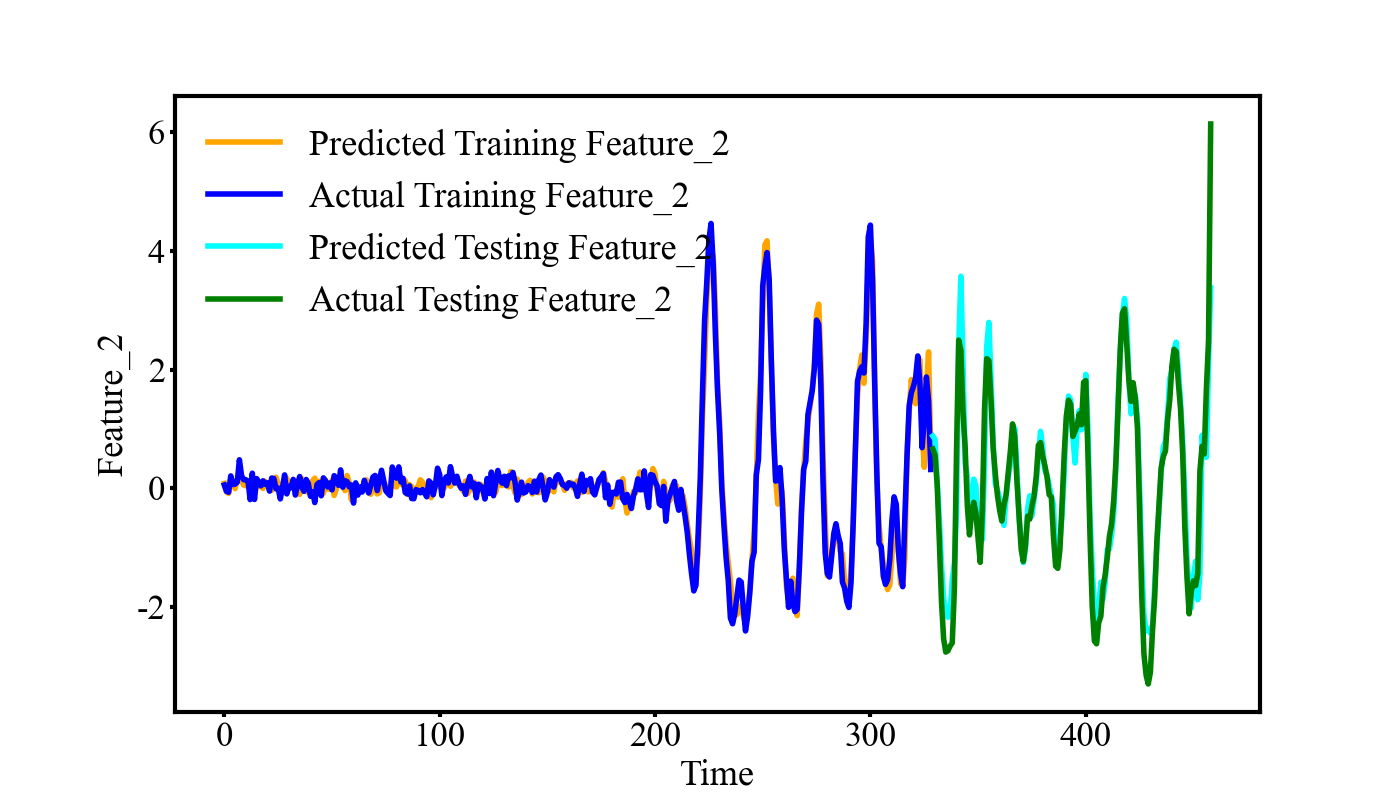 Predicted Training Feature_2
Actual Training Feature_2
Predicted Testing Feature_2
Actual Testing Feature_2
Feature_2
6
4
2
0
-2
0 100 200 300 400
Time